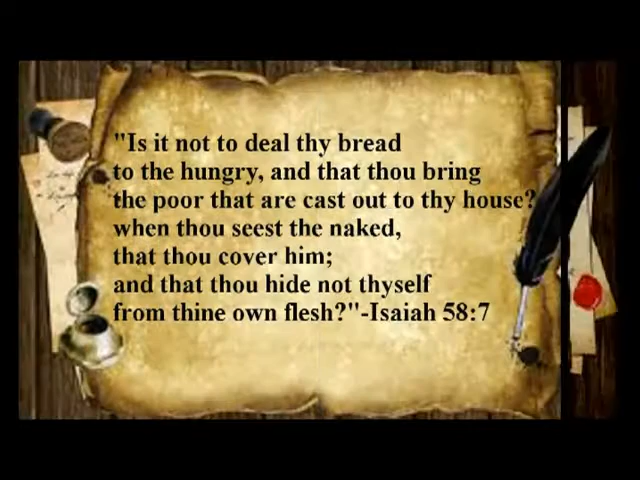 "Is it not to deal thy bread
to the hungry, and that thou bring
the poor that are cast out to thy house?
when thou seest the naked,
that thou cover him;
and that thou hide not thyself
from thine own flesh?"-Isaiah 58:7